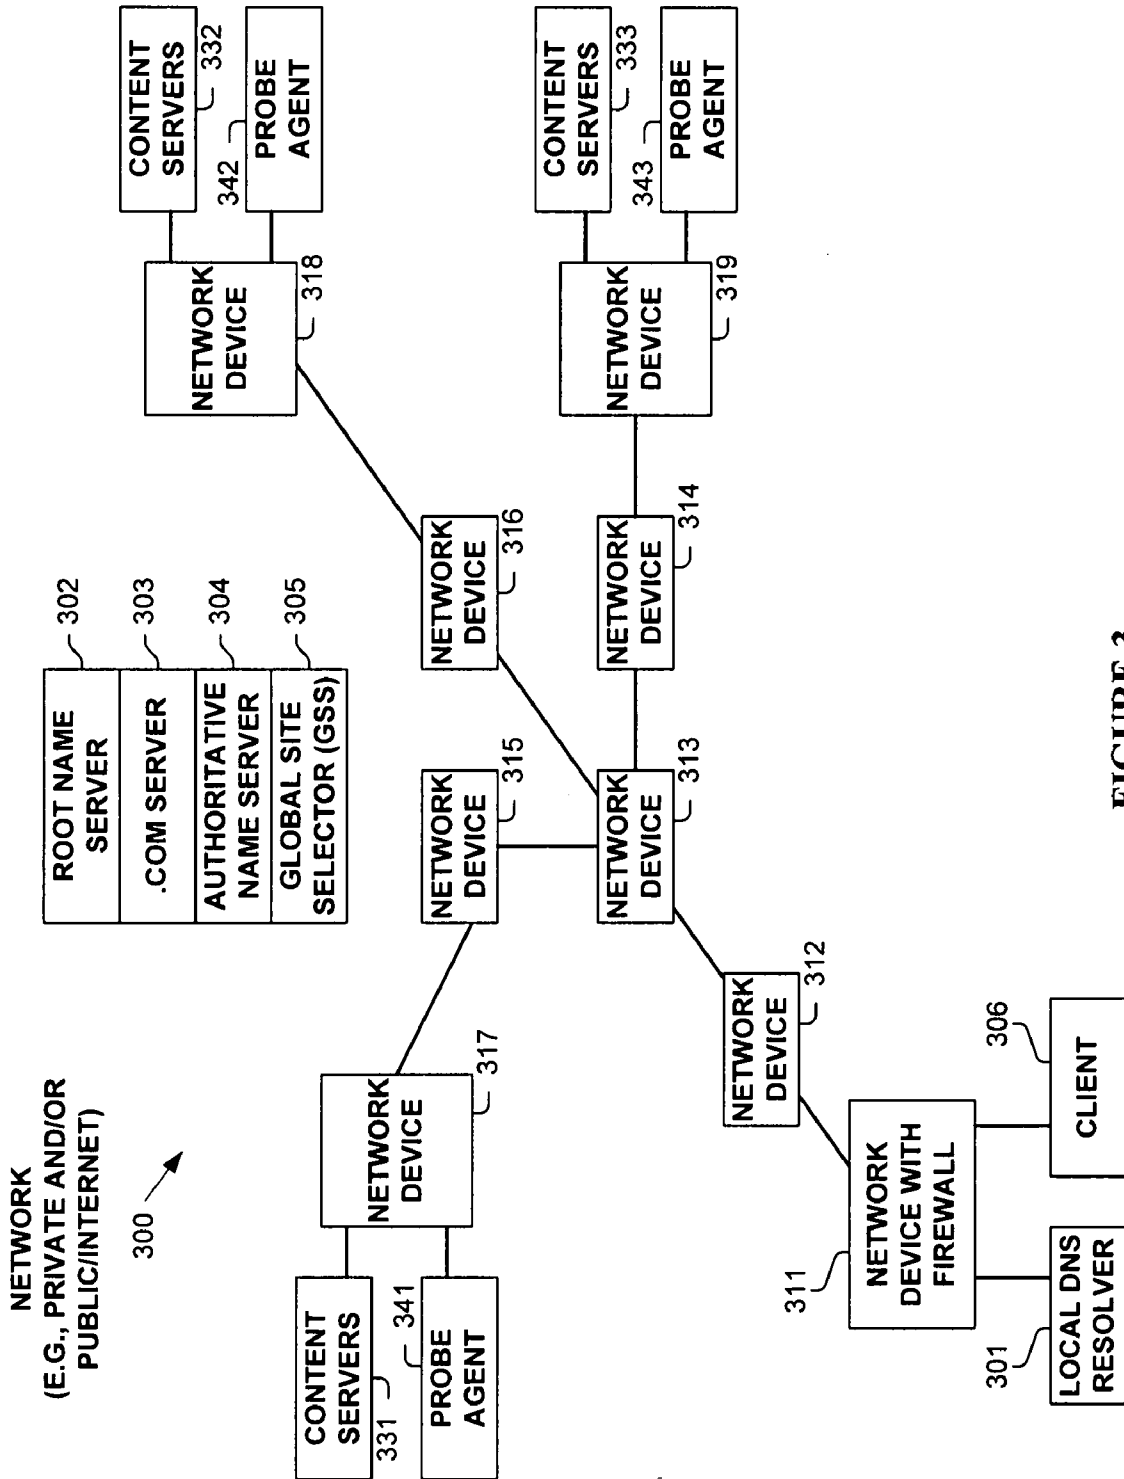 NETWORK
(E.G., PRIVATE AND/OR
PUBLIC/INTERNET)
300
ROOT NAME
SERVER
302
.COM SERVER
303
AUTHORITATIVE
NAME SERVER
304
GLOBAL SITE
SELECTOR (GSS)
305
CONTENT
SERVERS
332
342
PROBE
AGENT
NETWORK
DEVICE
318
NETWORK
DEVICE
316
CONTENT
SERVERS
333
343
PROBE
AGENT
NETWORK
DEVICE
319
NETWORK
DEVICE
314
NETWORK
DEVICE
315
NETWORK
DEVICE
313
CONTENT
SERVERS
331
341
PROBE
AGENT
NETWORK
DEVICE
317
NETWORK
DEVICE
312
311
NETWORK
DEVICE WITH
FIREWALL
301
LOCAL DNS
RESOLVER
306
CLIENT
FIGURE 3